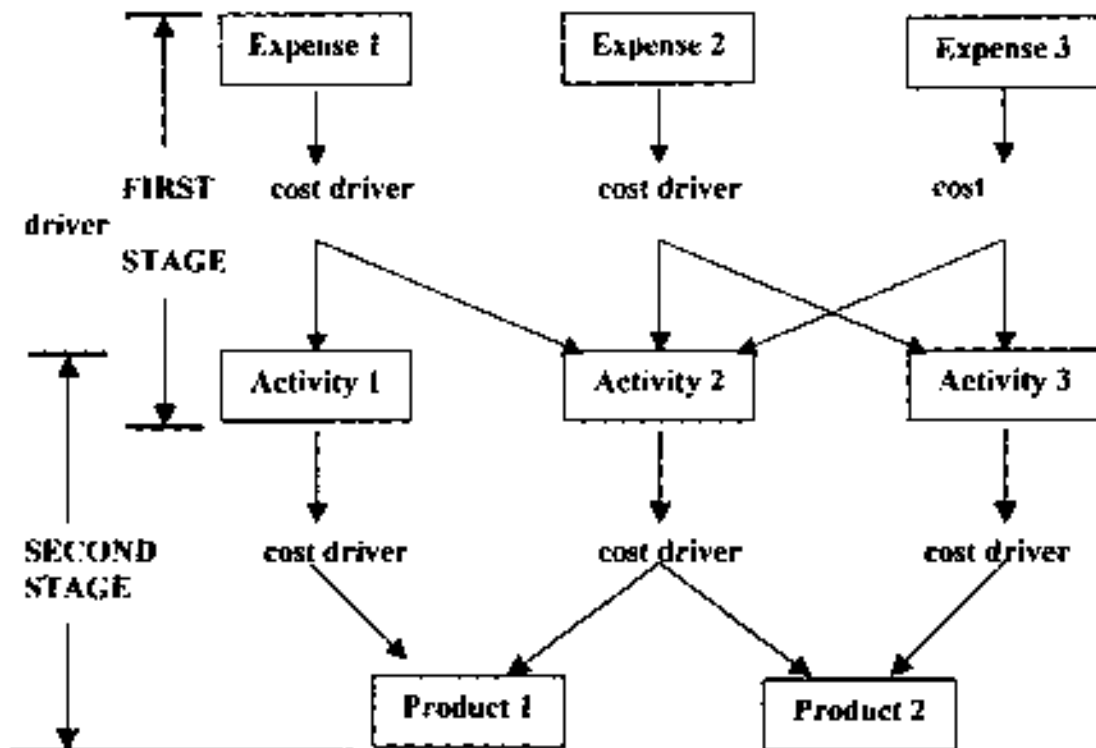 Expense 1 Expense 2 Expense 3
FIRST cost driver cost driver cost
driver
STAGE
Activity 1 Activity 2 Activity 3
SECOND cost driver cost driver cost driver
STAGE
Product 1 Product 2